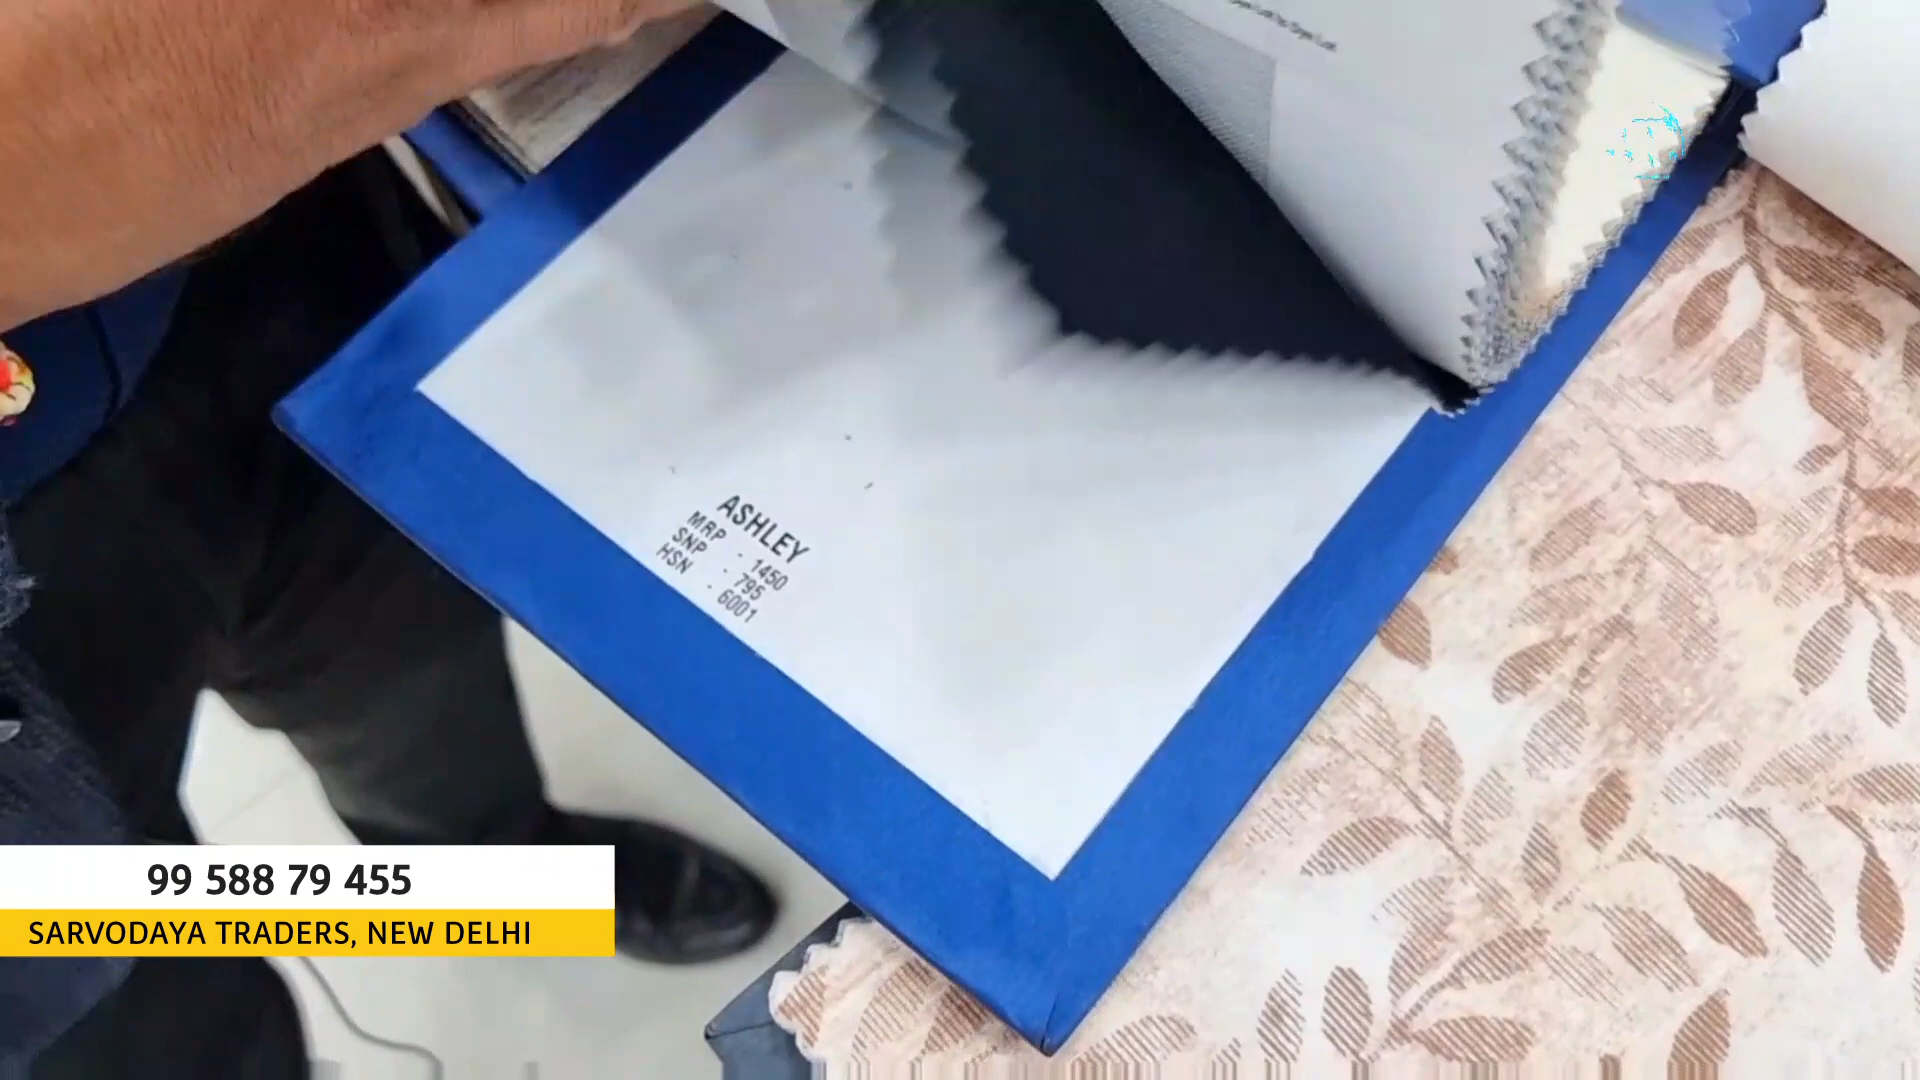 ASHLEY
MRP - 1450
SNP - 795
HSN - 6001
99 588 79 455
SARVODAYA TRADERS, NEW DELHI